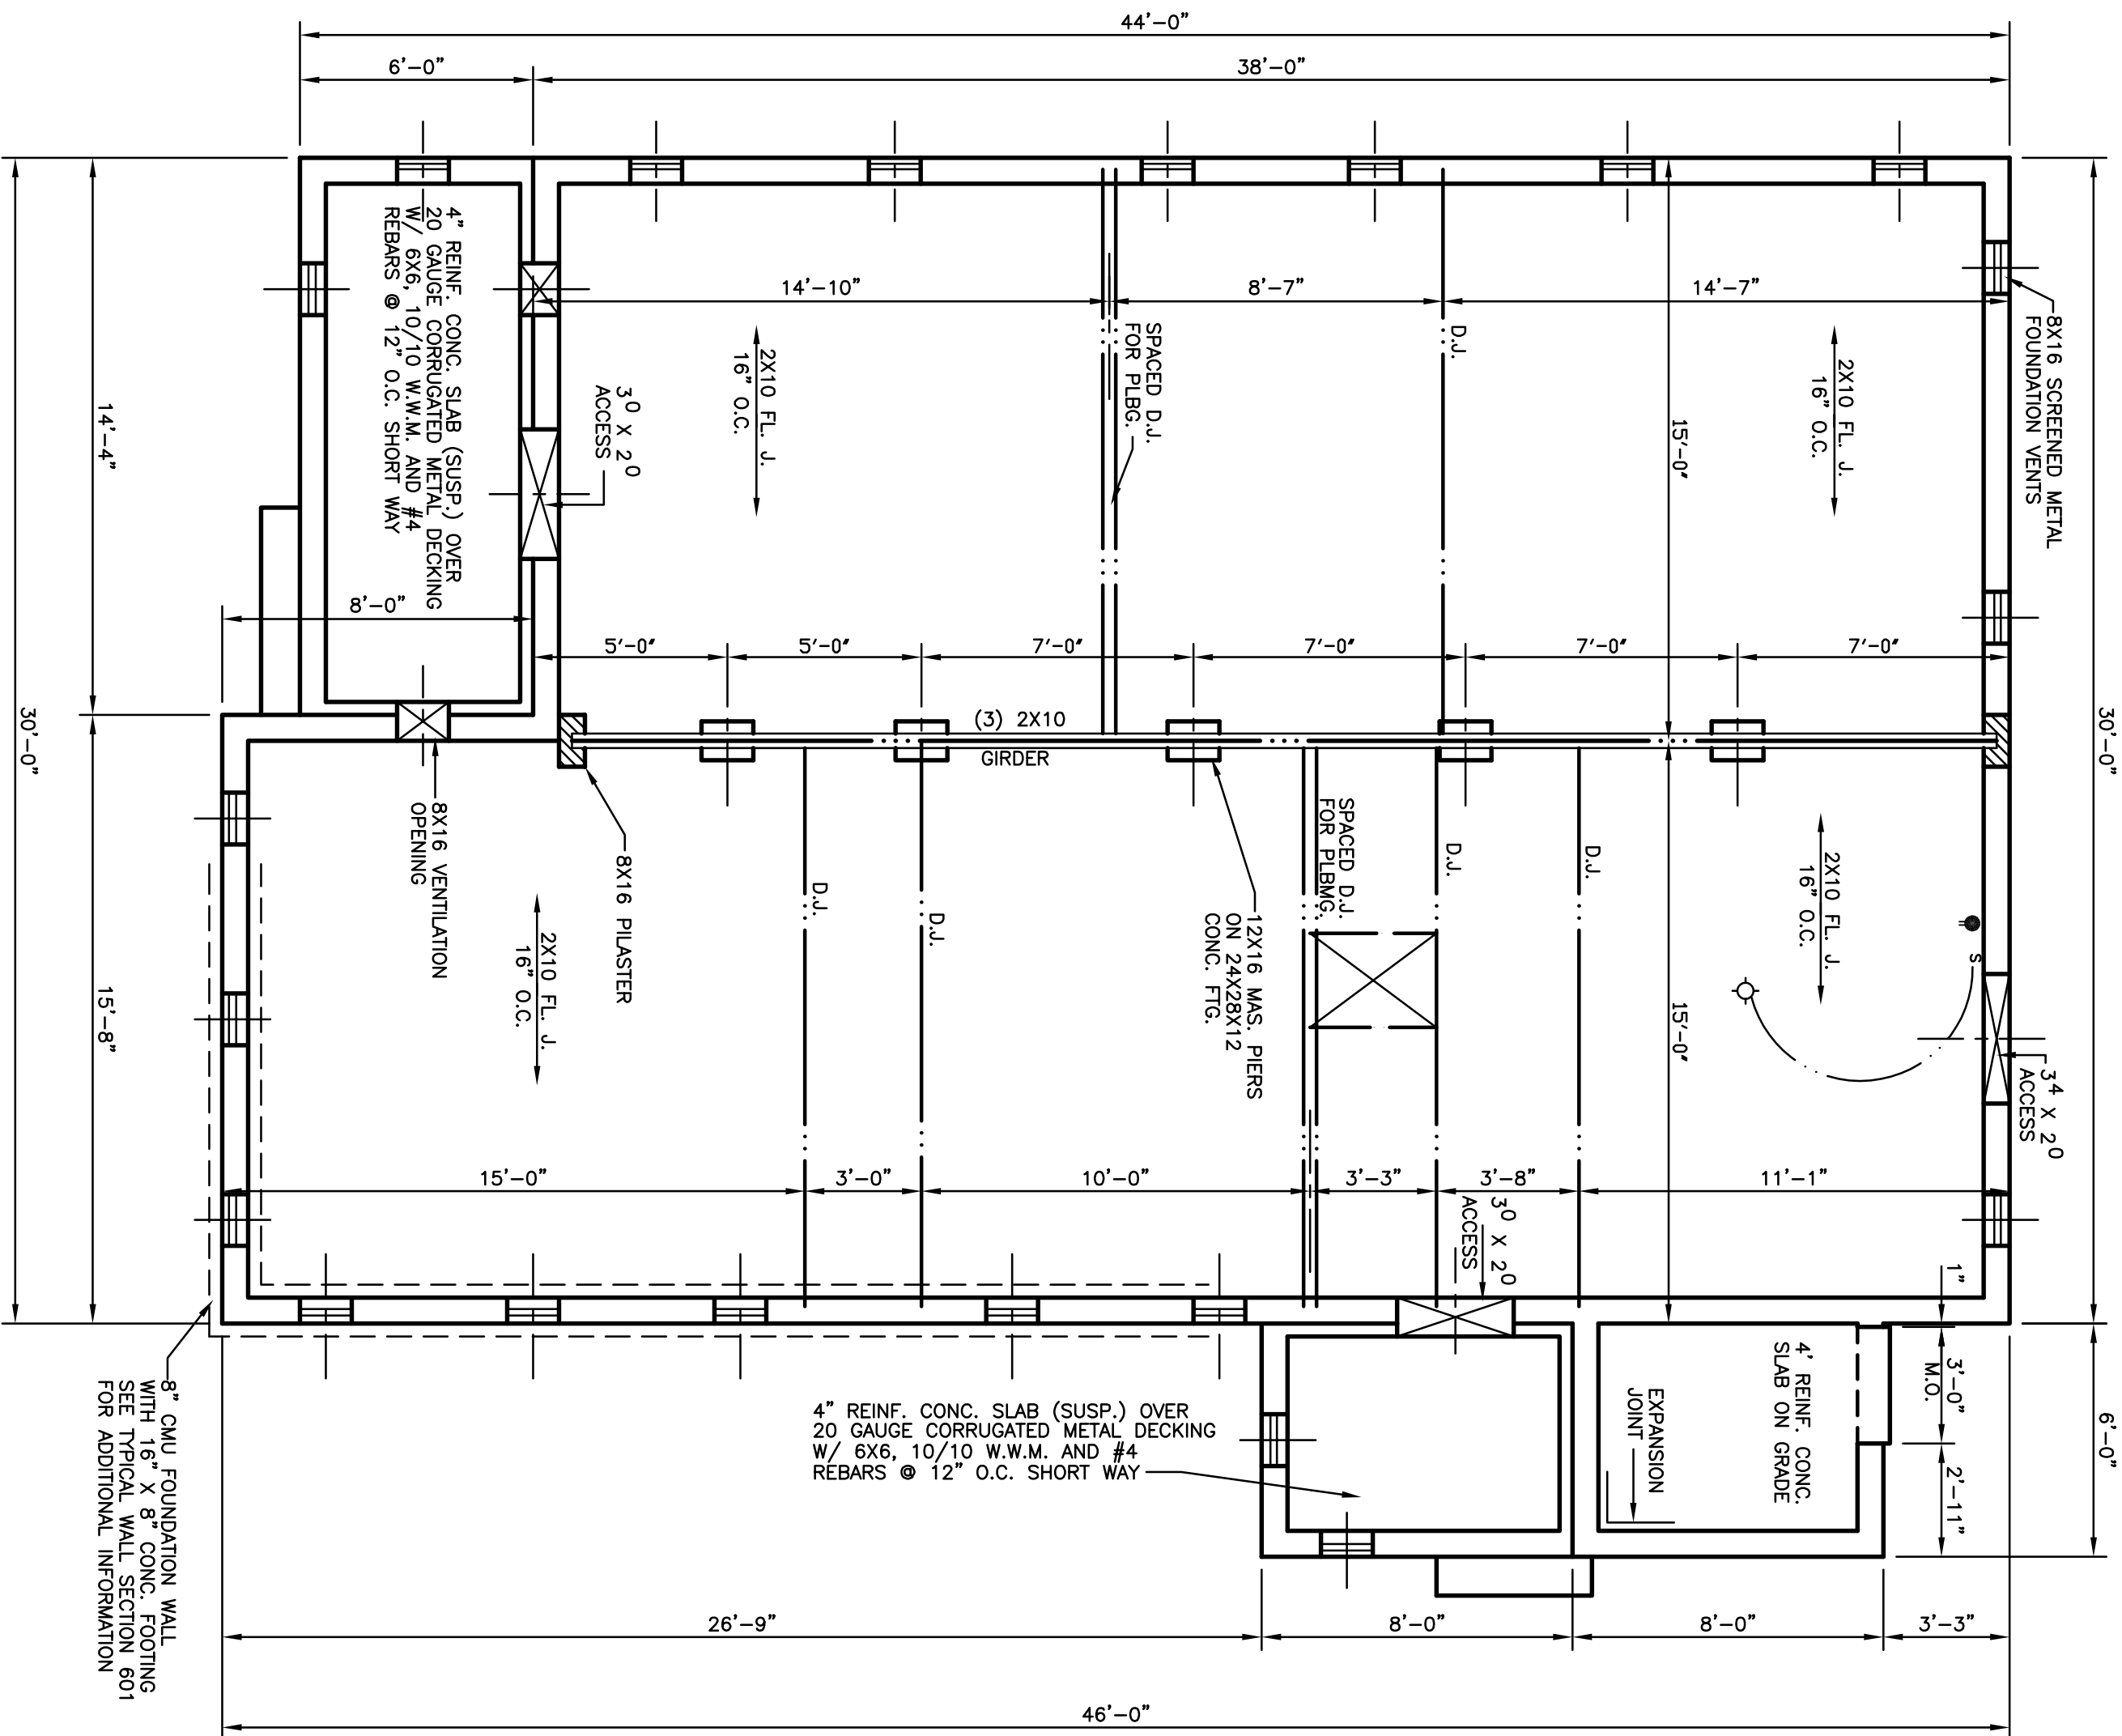 44'-0"
6'-0"
38'-0"
30'-0"
8X16 SCREENED METAL
FOUNDATION VENTS
4" REINF. CONC. SLAB (SUSP.) OVER
20 GAUGE CORRUGATED METAL DECKING
W/ 6X6, 10/10 W.W.M. AND #4
REBARS @ 12" O.C. SHORT WAY
14'-10"
8'-7"
14'-7"
SPACED D.J.
FOR PLBG.
D.J.
2X10 FL. J.
16" O.C.
2X10 FL. J.
16" O.C.
3⁰ X 2⁰
ACCESS
15'-0"
14'-4"
8'-0"
5'-0"
5'-0"
7'-0"
7'-0"
7'-0"
7'-0"
(3) 2X10
GIRDER
30'-0"
8X16 VENTILATION
OPENING
8X16 PILASTER
D.J.
D.J.
12X16 MAS. PIERS
ON 24X28X12
CONC. FTG.
SPACED D.J.
FOR PLBMG.
D.J.
D.J.
2X10 FL. J.
16" O.C.
S
2X10 FL. J.
16" O.C.
15'-0"
3⁴ X 2⁰
ACCESS
15'-8"
15'-0"
3'-0"
10'-0"
3'-3"
3'-8"
11'-1"
3⁰ X 2⁰
ACCESS
1"
3'-0"
M.O.
2'-11"
6'-0"
4' REINF. CONC.
SLAB ON GRADE
EXPANSION
JOINT
4" REINF. CONC. SLAB (SUSP.) OVER
20 GAUGE CORRUGATED METAL DECKING
W/ 6X6, 10/10 W.W.M. AND #4
REBARS @ 12" O.C. SHORT WAY
8" CMU FOUNDATION WALL
WITH 16" X 8" CONC. FOOTING
SEE TYPICAL WALL SECTION 601
FOR ADDITIONAL INFORMATION
26'-9"
8'-0"
8'-0"
3'-3"
46'-0"